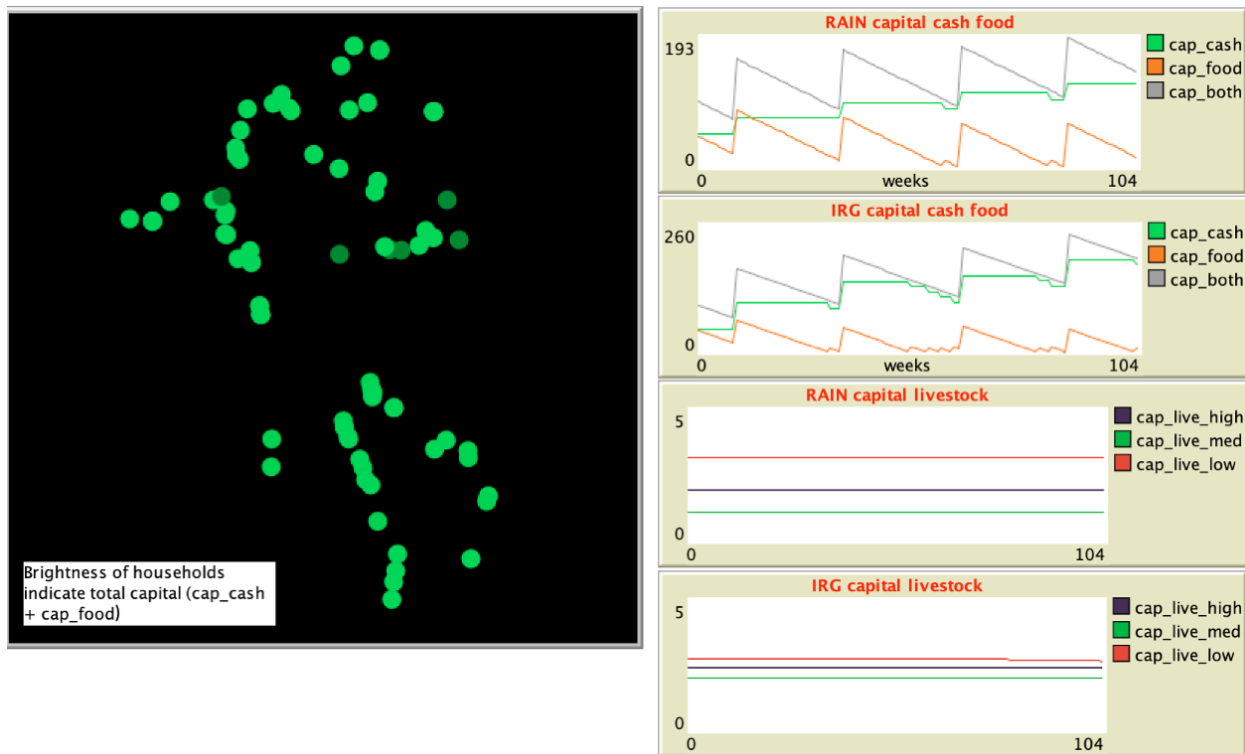 Brightness of households
indicate total capital (cap_cash
+ cap_food)
RAIN capital cash food
193
0
0
weeks
104
cap_cash
cap_food
cap_both
IRG capital cash food
260
0
0
weeks
104
cap_cash
cap_food
cap_both
RAIN capital livestock
5
0
0
104
cap_live_high
cap_live_med
cap_live_low
IRG capital livestock
5
0
0
104
cap_live_high
cap_live_med
cap_live_low